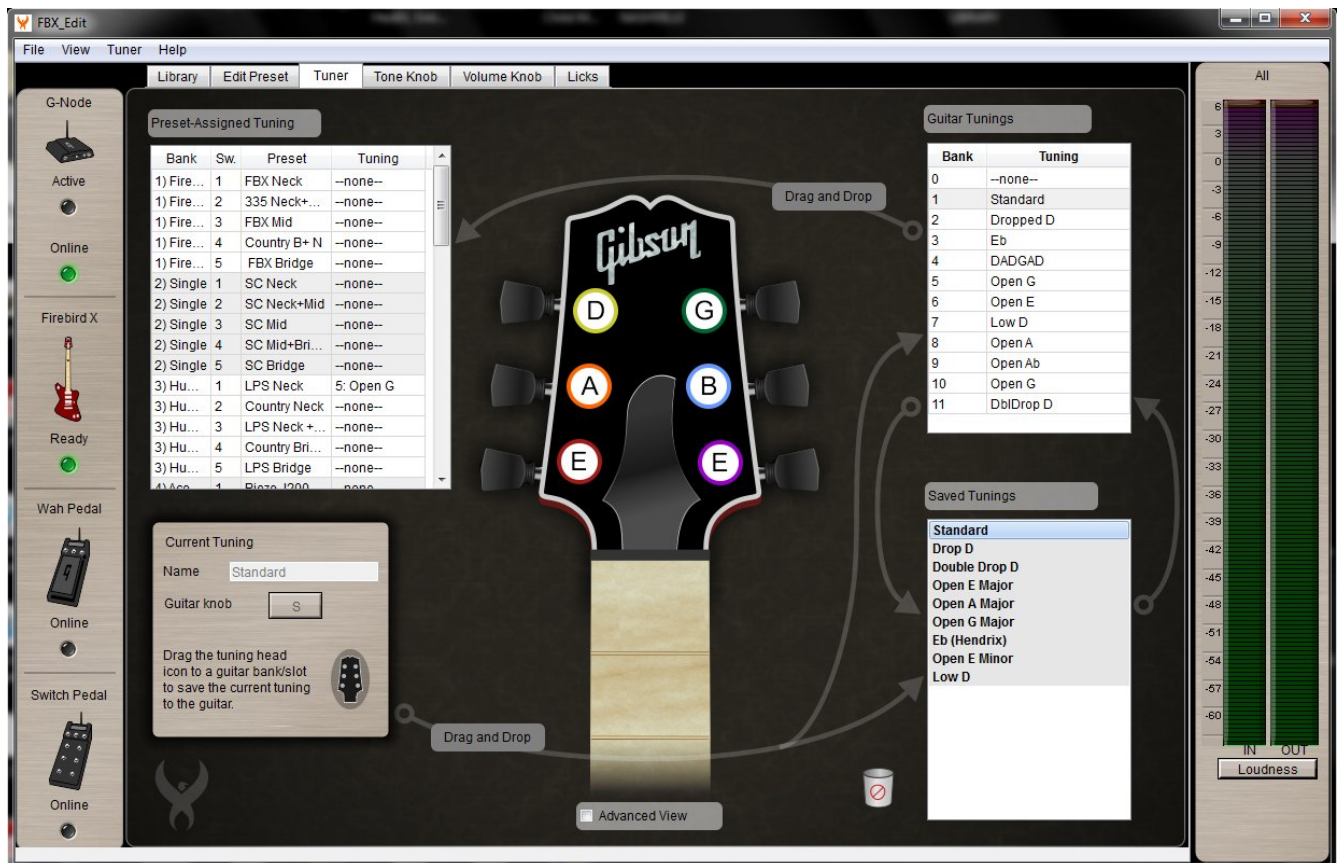 FBX_Edit
File View Tuner Help
Library Edit Preset Tuner Tone Knob Volume Knob Licks
G-Node
Active
Online
Firebird X
Ready
Wah Pedal
Online
Switch Pedal
Online
Preset-Assigned Tuning
Bank Sw. Preset Tuning
1) Fire... 1 FBX Neck --none--
1) Fire... 2 335 Neck+... --none--
1) Fire... 3 FBX Mid --none--
1) Fire... 4 Country B+ N --none--
1) Fire... 5 FBX Bridge --none--
2) Single 1 SC Neck --none--
2) Single 2 SC Neck+Mid --none--
2) Single 3 SC Mid --none--
2) Single 4 SC Mid+Bri... --none--
2) Single 5 SC Bridge --none--
3) Hu... 1 LPS Neck 5: Open G
3) Hu... 2 Country Neck --none--
3) Hu... 3 LPS Neck +... --none--
3) Hu... 4 Country Bri... --none--
3) Hu... 5 LPS Bridge --none--
Current Tuning
Name Standard
Guitar knob S
Drag the tuning head
icon to a guitar bank/slot
to save the current tuning
to the guitar.
Gibson
D G
A B
E E
Drag and Drop
Drag and Drop
Advanced View
Guitar Tunings
Bank Tuning
0 --none--
1 Standard
2 Dropped D
3 Eb
4 DADGAD
5 Open G
6 Open E
7 Low D
8 Open A
9 Open Ab
10 Open G
11 DblDrop D
Saved Tunings
Standard
Drop D
Double Drop D
Open E Major
Open A Major
Open G Major
Eb (Hendrix)
Open E Minor
Low D
All
6
3
0
-3
-6
-9
-12
-15
-18
-21
-24
-27
-30
-33
-36
-39
-42
-45
-48
-51
-54
-57
-60
IN OUT
Loudness